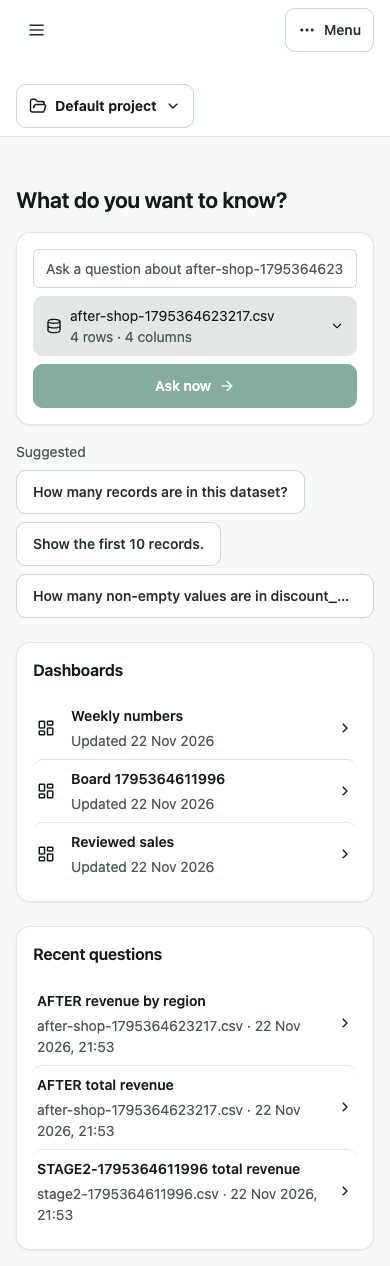 Menu
Default project
What do you want to know?
Ask a question about after-shop-1795364623
after-shop-1795364623217.csv
4 rows · 4 columns
Ask now
Suggested
How many records are in this dataset?
Show the first 10 records.
How many non-empty values are in discount_...
Dashboards
Weekly numbers
Updated 22 Nov 2026
Board 1795364611996
Updated 22 Nov 2026
Reviewed sales
Updated 22 Nov 2026
Recent questions
AFTER revenue by region
after-shop-1795364623217.csv · 22 Nov
2026, 21:53
AFTER total revenue
after-shop-1795364623217.csv · 22 Nov
2026, 21:53
STAGE2-1795364611996 total revenue
stage2-1795364611996.csv · 22 Nov 2026,
21:53